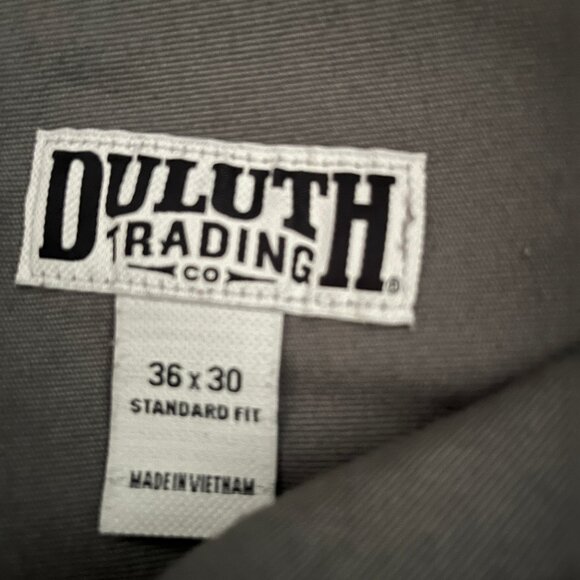 DULUTH
TRADING
CO
®
36 x 30
STANDARD FIT
MADE IN VIETNAM